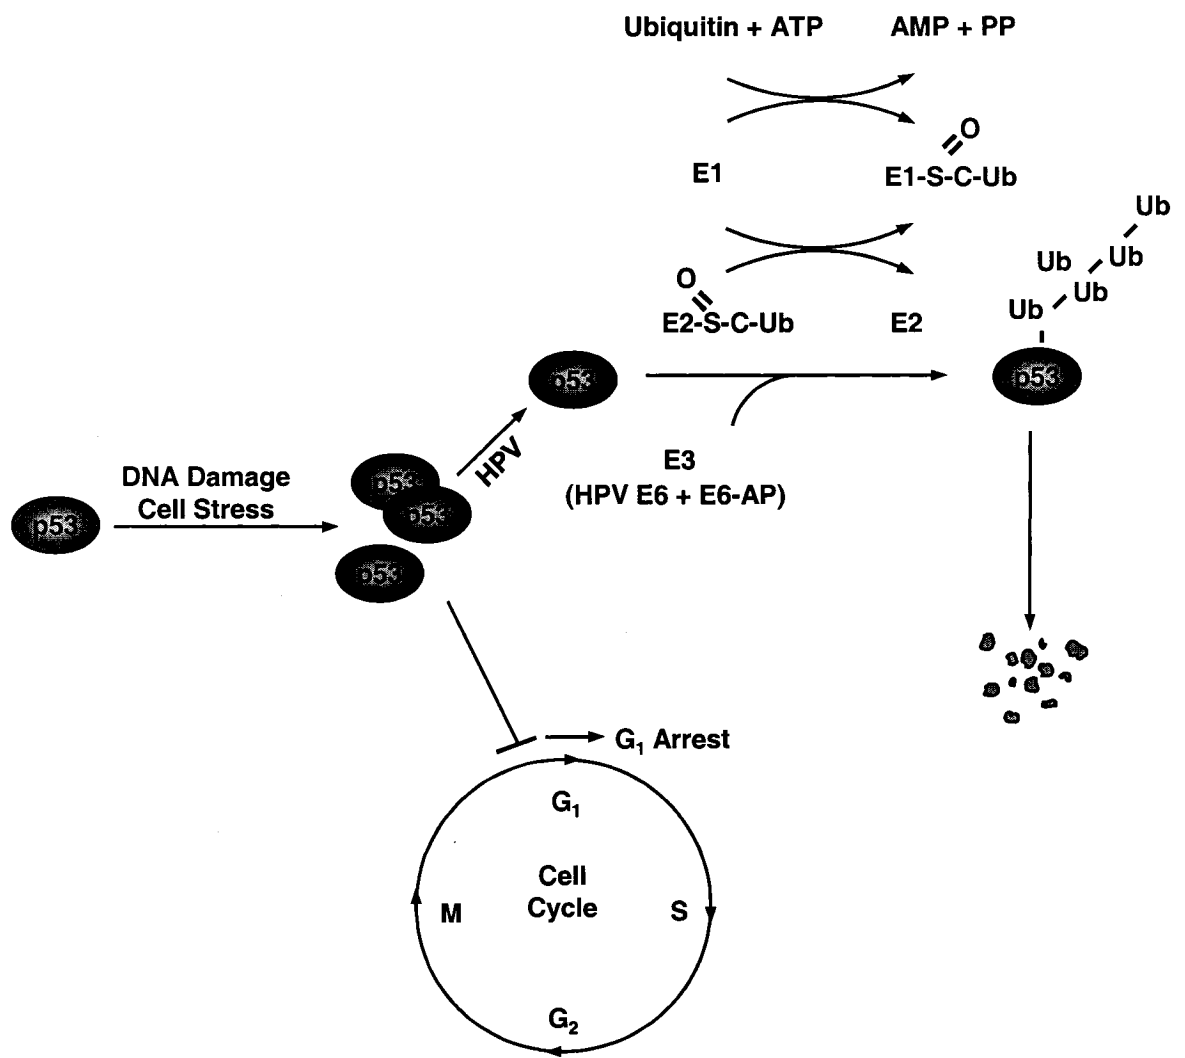 Ubiquitin + ATP AMP + PP
O
E1 E1-S-C-Ub
Ub
Ub Ub
O
Ub Ub
E2-S-C-Ub E2
p53 p53
HPV
DNA Damage
Cell Stress
E3
(HPV E6 + E6-AP)
p53
p53
p53
p53
G₁ Arrest
G₁
Cell
Cycle
M S
G₂